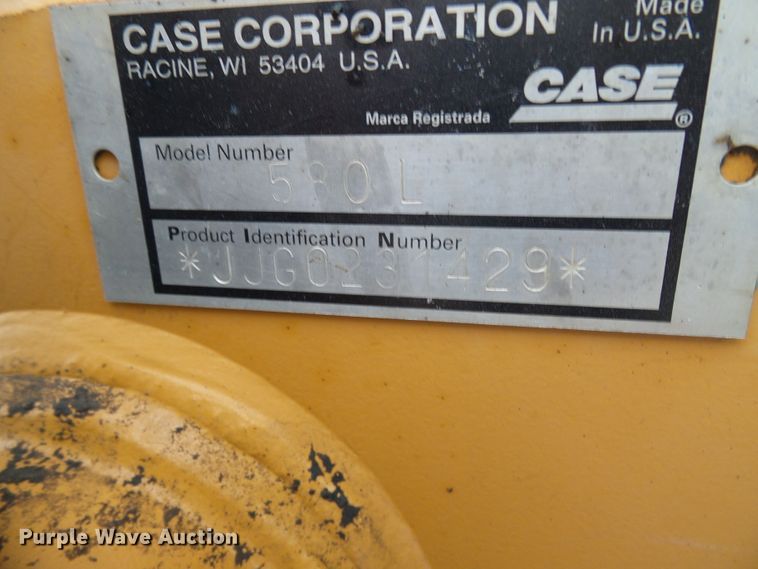 CASE CORPORATION
RACINE, WI 53404 U.S.A.
Made
In U.S.A.
CASE ®
Marca Registrada
Model Number
580 L
Product Identification Number
*JJG0231429*
Purple Wave Auction